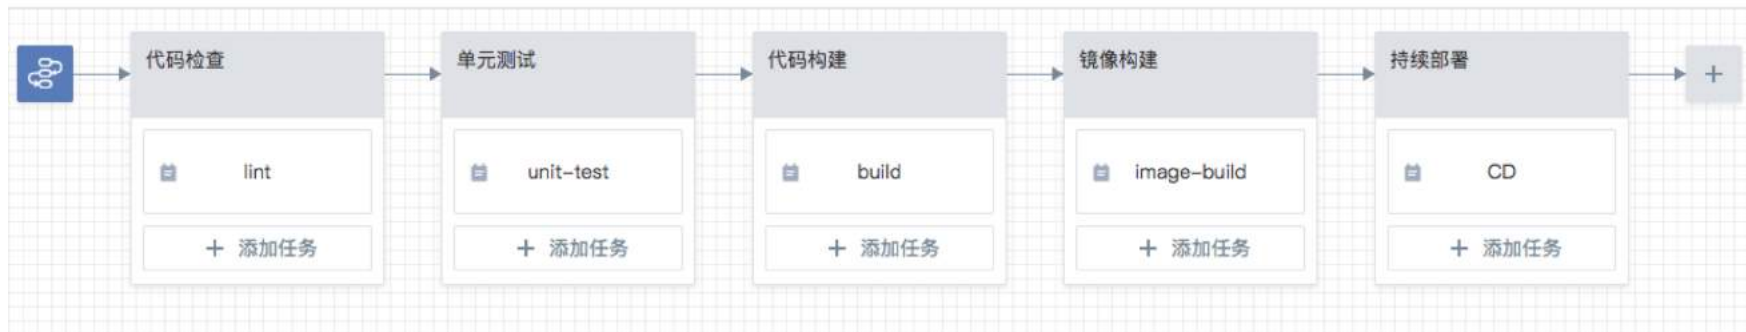 代码检查
单元测试
代码构建
镜像构建
持续部署
+
lint
unit-test
build
image-build
CD
+ 添加任务
+ 添加任务
+ 添加任务
+ 添加任务
+ 添加任务